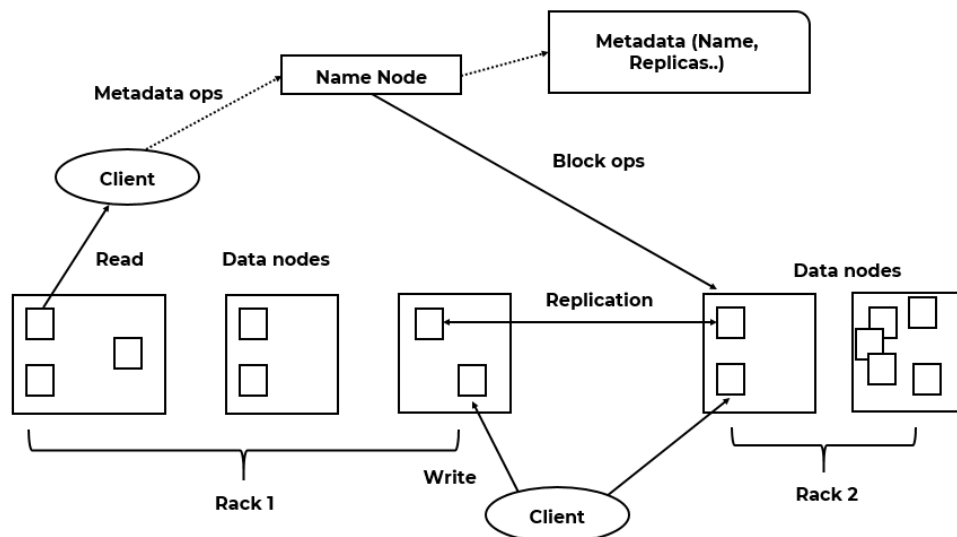 Metadata (Name,
Replicas..)
Name Node
Metadata ops
Block ops
Client
Read
Data nodes
Data nodes
Replication
Write
Rack 1
Rack 2
Client